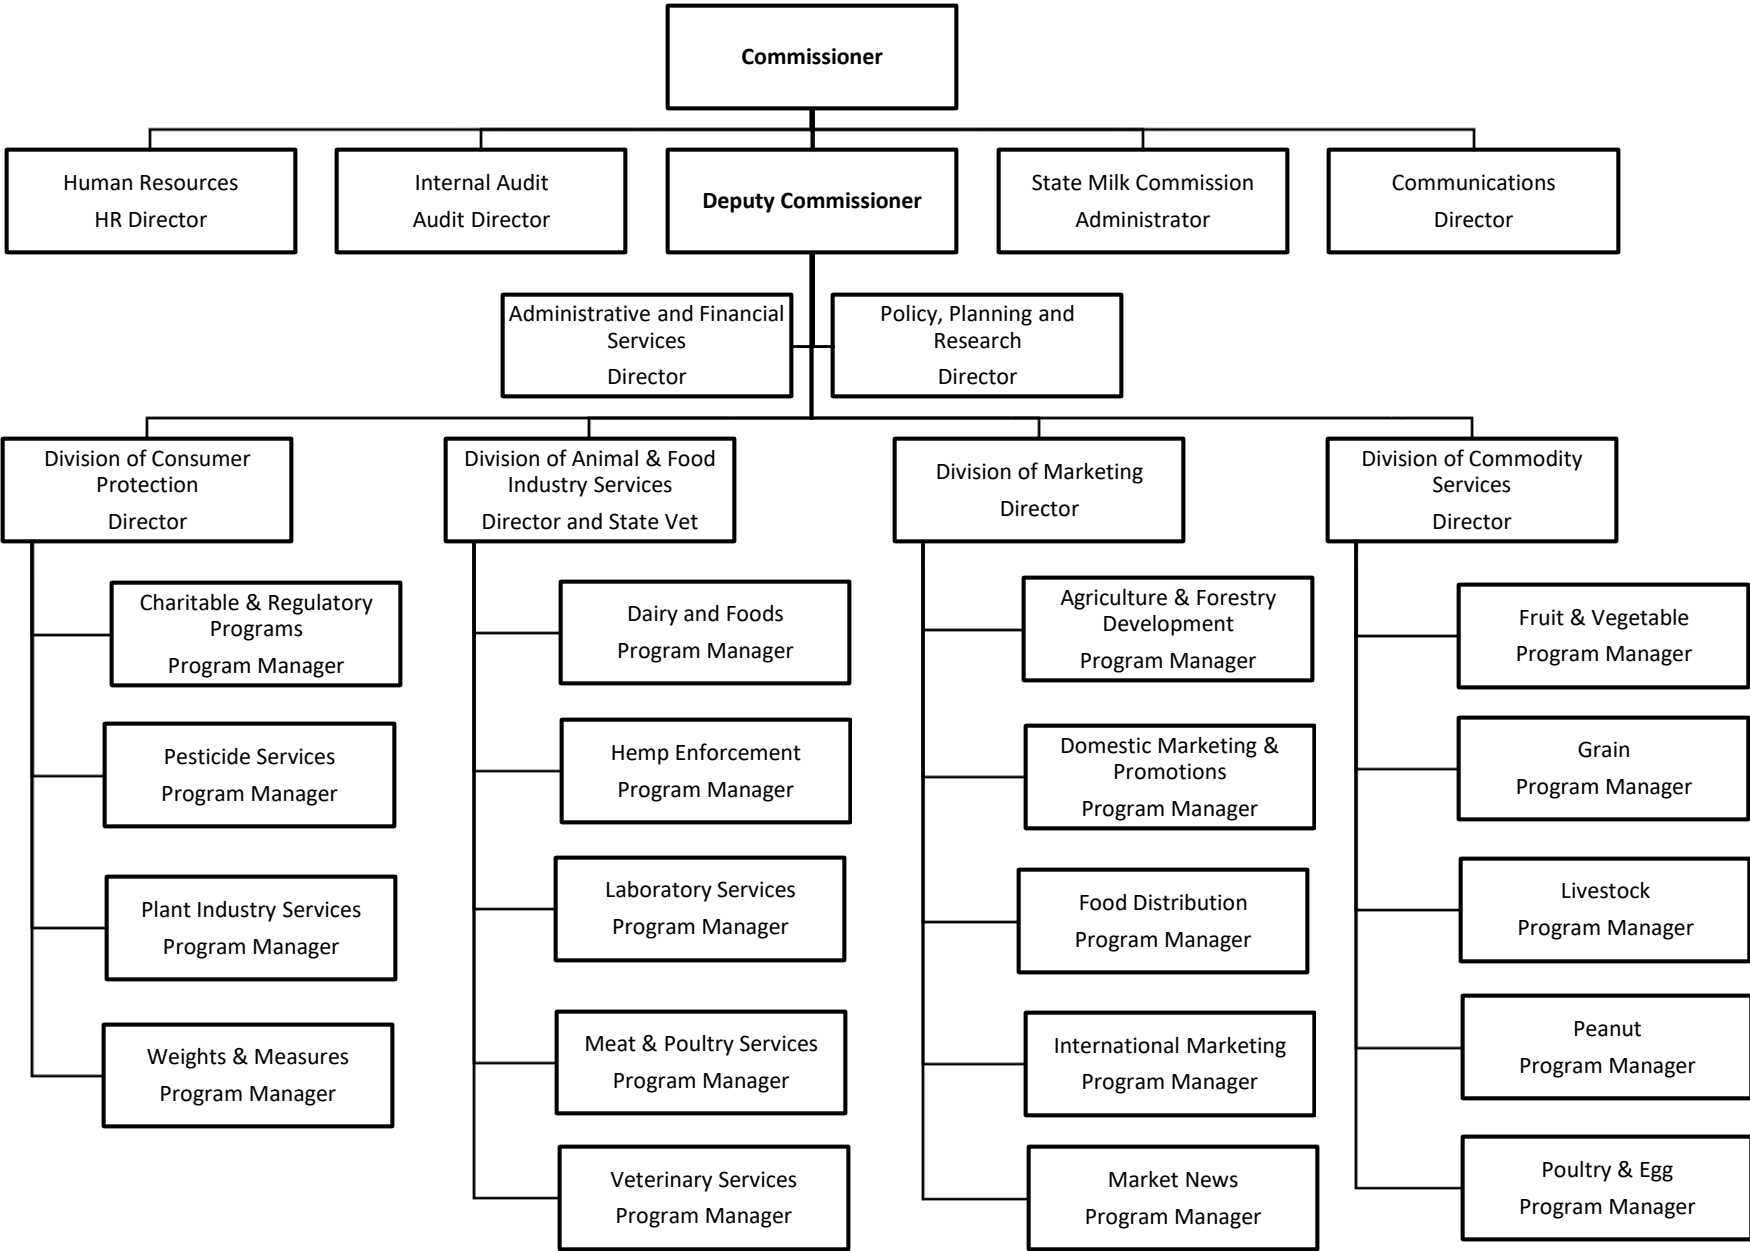 Commissioner
Human Resources
HR Director
Internal Audit
Audit Director
Deputy Commissioner
State Milk Commission
Administrator
Communications
Director
Administrative and Financial
Services
Director
Policy, Planning and
Research
Director
Division of Consumer
Protection
Director
Division of Animal & Food
Industry Services
Director and State Vet
Division of Marketing
Director
Division of Commodity
Services
Director
Charitable & Regulatory
Programs
Program Manager
Pesticide Services
Program Manager
Plant Industry Services
Program Manager
Weights & Measures
Program Manager
Dairy and Foods
Program Manager
Hemp Enforcement
Program Manager
Laboratory Services
Program Manager
Meat & Poultry Services
Program Manager
Veterinary Services
Program Manager
Agriculture & Forestry
Development
Program Manager
Domestic Marketing &
Promotions
Program Manager
Food Distribution
Program Manager
International Marketing
Program Manager
Market News
Program Manager
Fruit & Vegetable
Program Manager
Grain
Program Manager
Livestock
Program Manager
Peanut
Program Manager
Poultry & Egg
Program Manager